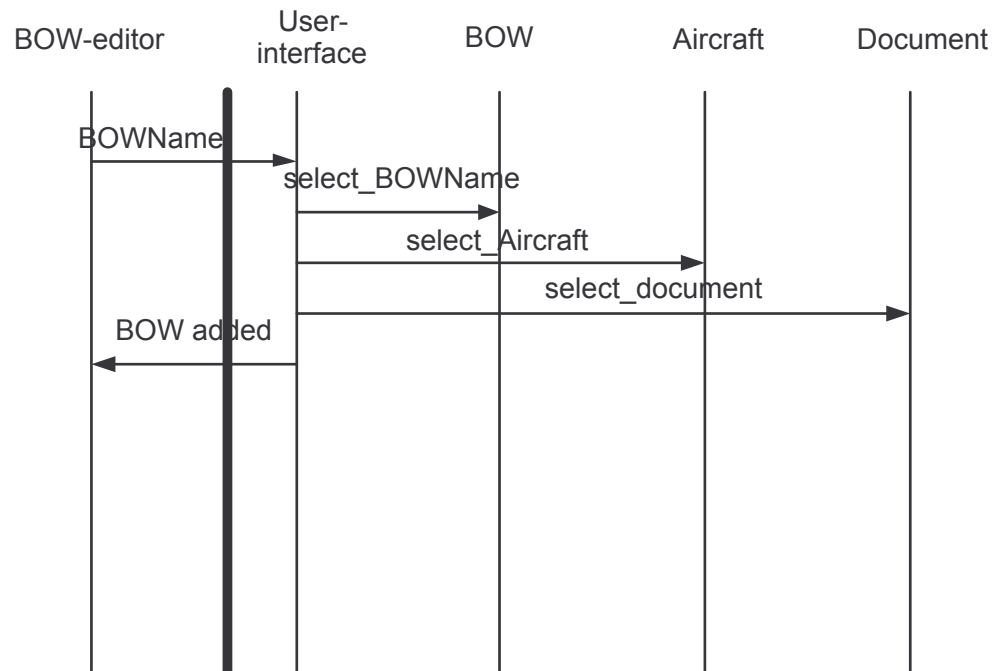 BOW-editor
User-
interface
BOW
Aircraft
Document
BOWName
select_BOWName
select_Aircraft
select_document
BOW added